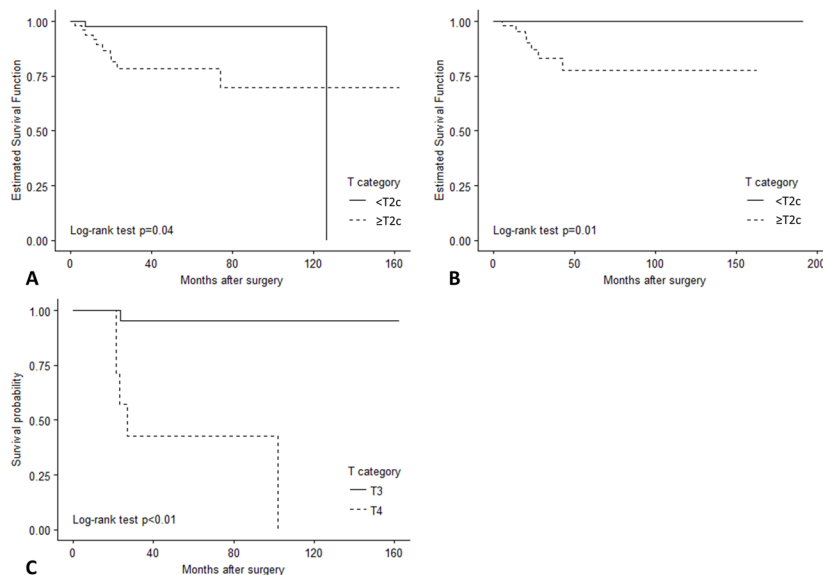 1.00
0.75
0.50
0.25
0.00
Estimated Survival Function
T category
<T2c
≥T2c
Log-rank test p=0.04
0 40 80 120 160
Months after surgery
A
1.00
0.75
0.50
0.25
0.00
Estimated Survival Function
T category
<T2c
≥T2c
Log-rank test p=0.01
0 50 100 150 200
Months after surgery
B
1.00
0.75
0.50
0.25
0.00
Survival probability
T category
T3
T4
Log-rank test p<0.01
0 40 80 120 160
Months after surgery
C